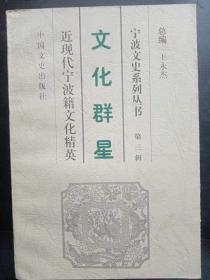 总编 王永杰
宁波文史系列丛书
第三辑
文化群星
近现代宁波籍文化精英
中国文史出版社